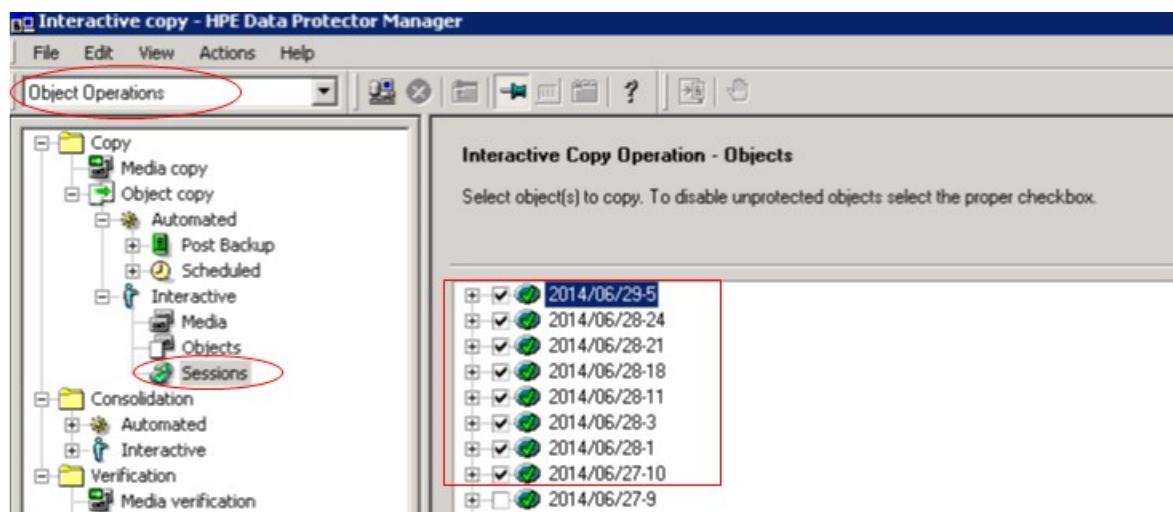 Interactive copy - HPE Data Protector Manager
File Edit View Actions Help
Object Operations
?
Copy
Media copy
Object copy
Automated
Post Backup
Scheduled
Interactive
Media
Objects
Sessions
Consolidation
Automated
Interactive
Verification
Media verification
Interactive Copy Operation - Objects
Select object(s) to copy. To disable unprotected objects select the proper checkbox.
2014/06/29-5
2014/06/28-24
2014/06/28-21
2014/06/28-18
2014/06/28-11
2014/06/28-3
2014/06/28-1
2014/06/27-10
2014/06/27-9